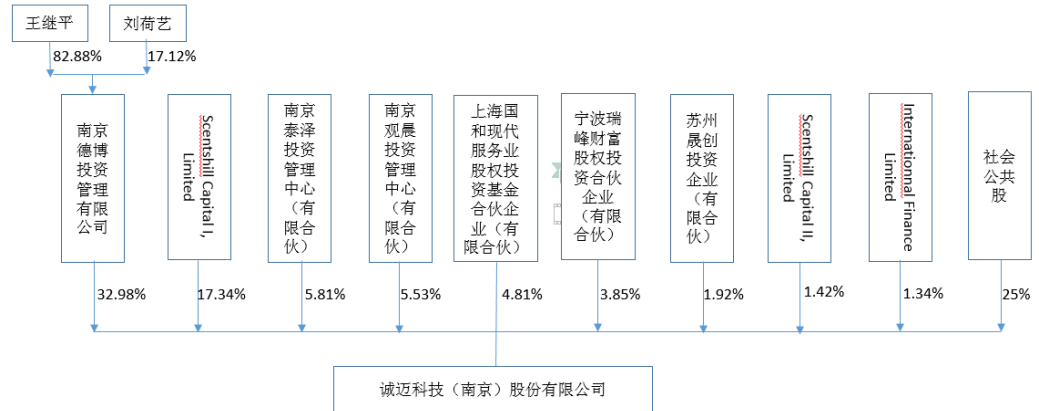 王继平
刘荷艺
82.88%
17.12%
南京
德博
投资
管理
有限
公司
Scentshill Capital I,
Limited
南京
泰泽
投资
管理
中心
（有
限合
伙）
南京
观晨
投资
管理
中心
（有
限合
伙）
上海国
和现代
服务业
股权投
资基金
合伙企
业（有
限合伙）
宁波瑞
峰财富
股权投
资合伙
企业
（有限
合伙）
苏州
晟创
投资
企业
（有
限合
伙）
Scentshill Capital II,
Limited
Internationnal Finance
Limited
社会
公共
股
32.98%
17.34%
5.81%
5.53%
4.81%
3.85%
1.92%
1.42%
1.34%
25%
诚迈科技（南京）股份有限公司